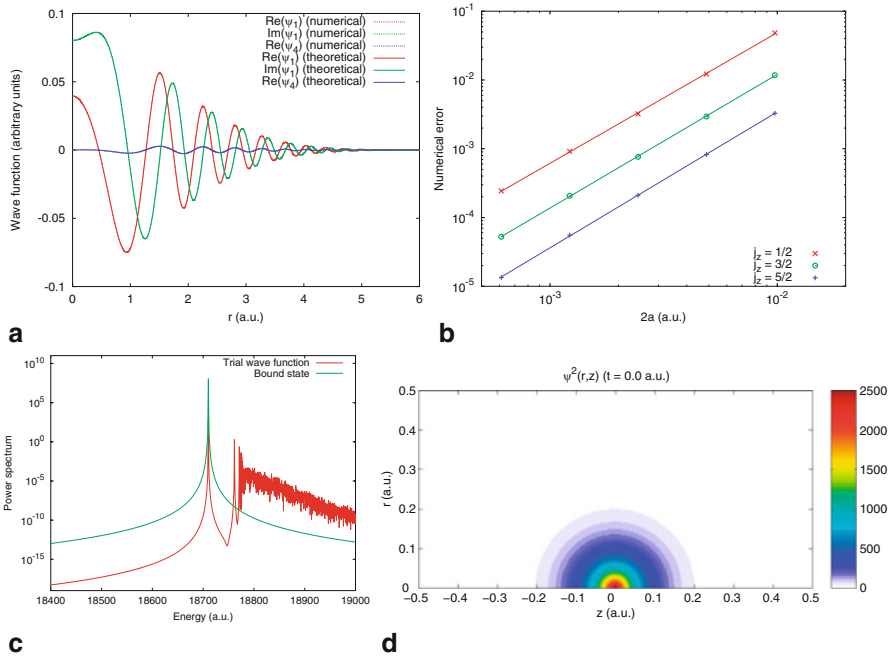 0.1
0.05
0
-0.05
-0.1
0 1 2 3 4 5 6
r (a.u.)
Wave function (arbitrary units)
Re(ψ1) (numerical)
Im(ψ1) (numerical)
Re(ψ4) (numerical)
Re(ψ1) (theoretical)
Im(ψ1) (theoretical)
Re(ψ4) (theoretical)
a
10^-1
10^-2
10^-3
10^-4
10^-5
10^-3 10^-2
2a (a.u.)
Numerical error
jz = 1/2
jz = 3/2
jz = 5/2
b
10^10
10^5
10^0
10^-5
10^-10
10^-15
18400 18500 18600 18700 18800 18900 19000
Energy (a.u.)
Power spectrum
Trial wave function
Bound state
c
ψ^2(r,z) (t = 0.0 a.u.)
0.5
0.4
0.3
0.2
0.1
0
−0.5 −0.4 −0.3 −0.2 −0.1 0 0.1 0.2 0.3 0.4 0.5
z (a.u.)
r (a.u.)
2500
2000
1500
1000
500
0
d